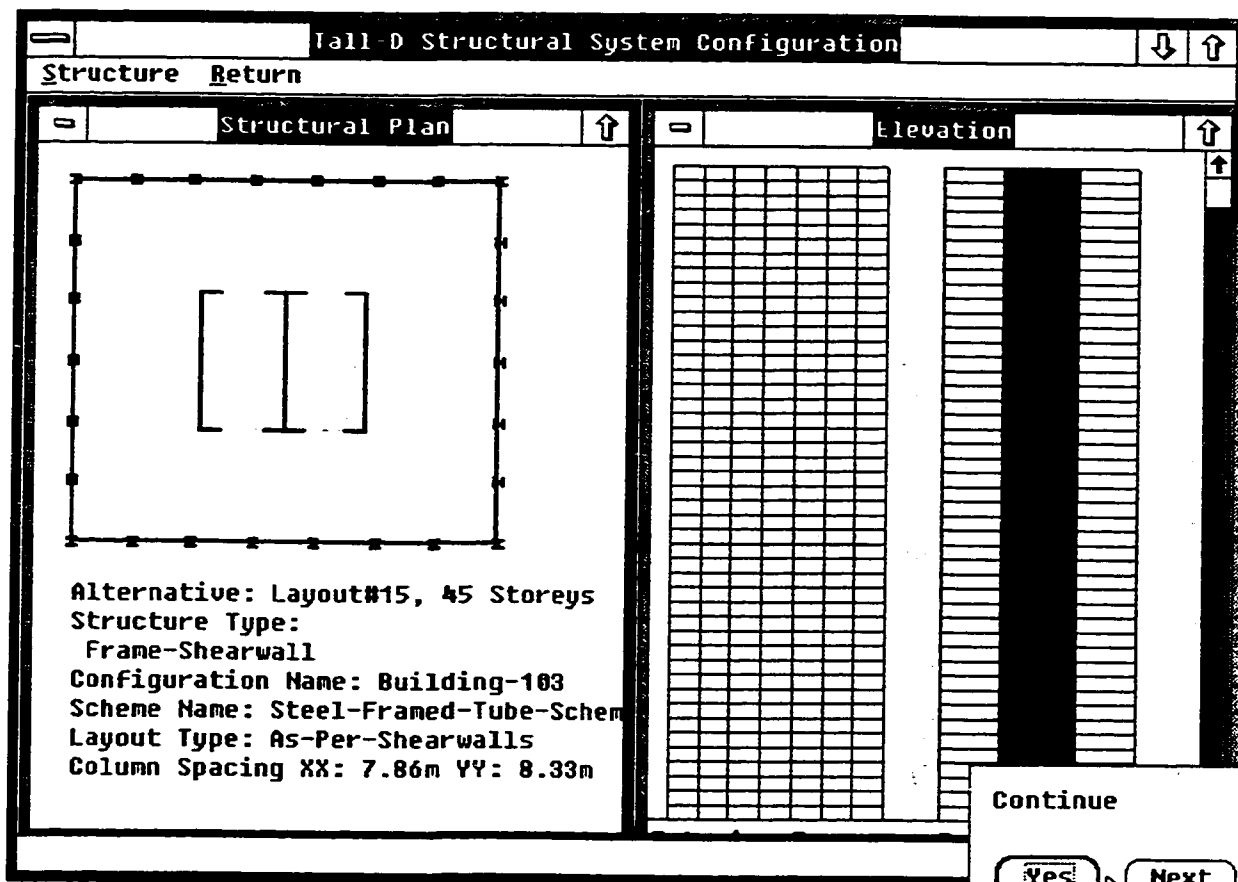 Tall-D Structural System Configuration
Structure Return
Structural Plan
Elevation
Alternative: Layout#15, 45 Storeys
Structure Type:
Frame-Shearwall
Configuration Name: Building-103
Scheme Name: Steel-Framed-Tube-Schem
Layout Type: As-Per-Shearwalls
Column Spacing XX: 7.86m YY: 8.33m
Continue
Yes Next